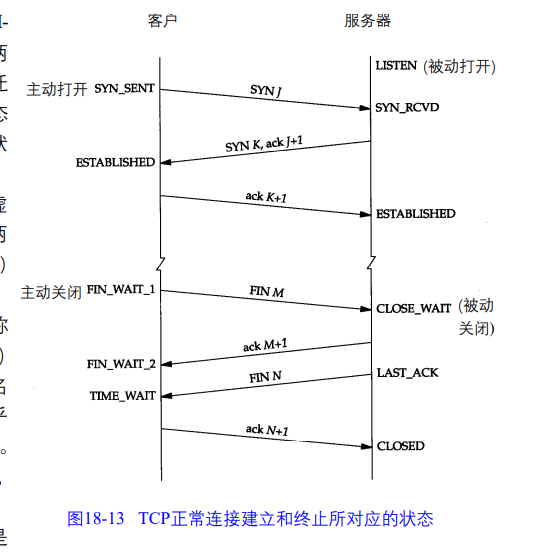 客户
服务器
LISTEN (被动打开)
主动打开 SYN_SENT
SYN J
SYN_RCVD
SYN K, ack J+1
ESTABLISHED
ack K+1
ESTABLISHED
主动关闭 FIN_WAIT_1
FIN M
CLOSE_WAIT (被动
关闭)
ack M+1
FIN_WAIT_2
FIN N
LAST_ACK
TIME_WAIT
ack N+1
CLOSED
图18-13 TCP正常连接建立和终止所对应的状态